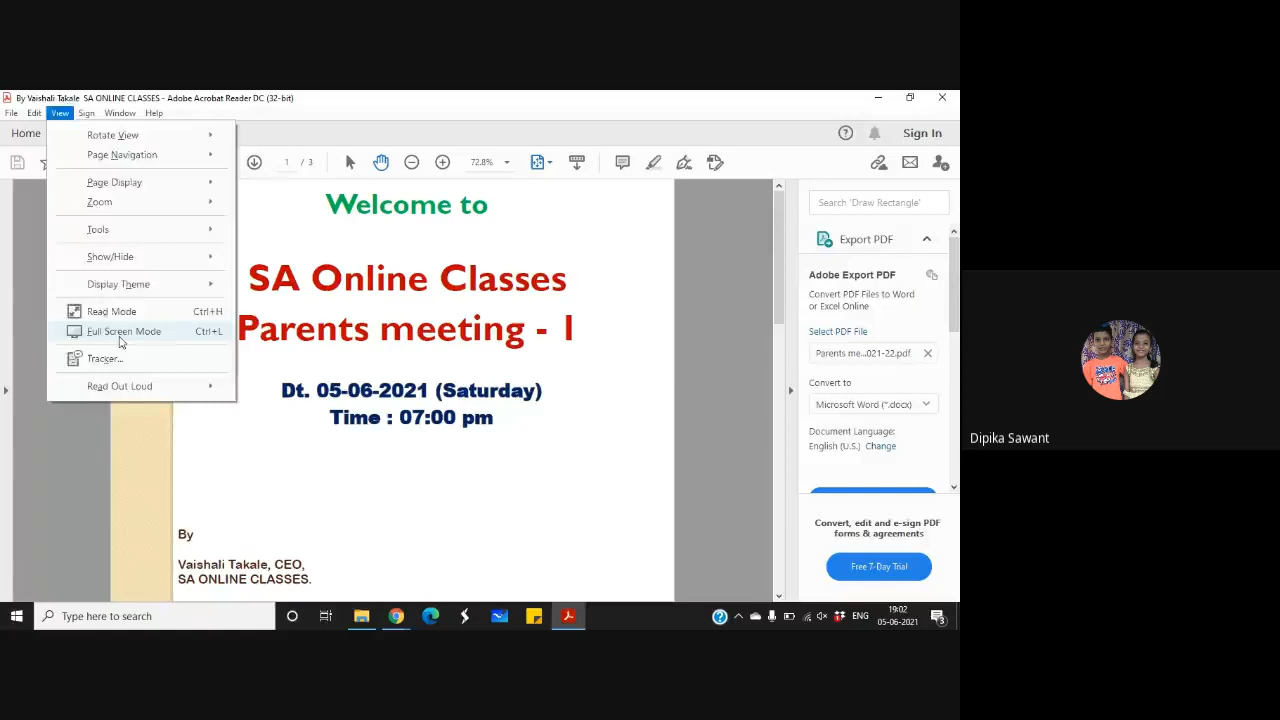 By Vaishali Takale  SA ONLINE CLASSES - Adobe Acrobat Reader DC (32-bit)
File Edit View Sign Window Help
Home
Sign In
Rotate View
Page Navigation
Page Display
Zoom
Tools
Show/Hide
Display Theme
Read Mode Ctrl+H
Full Screen Mode Ctrl+L
Tracker...
Read Out Loud
1 / 3
72.8%
Welcome to
SA Online Classes
Parents meeting - 1
Dt. 05-06-2021 (Saturday)
Time : 07:00 pm
By
Vaishali Takale, CEO,
SA ONLINE CLASSES.
Search 'Draw Rectangle'
Export PDF
Adobe Export PDF
Convert PDF Files to Word
or Excel Online
Select PDF File
Parents me...021-22.pdf
Convert to
Microsoft Word (*.docx)
Document Language:
English (U.S.) Change
Convert, edit and e-sign PDF
forms & agreements
Free 7-Day Trial
Dipika Sawant
Type here to search
ENG
19:02
05-06-2021
3